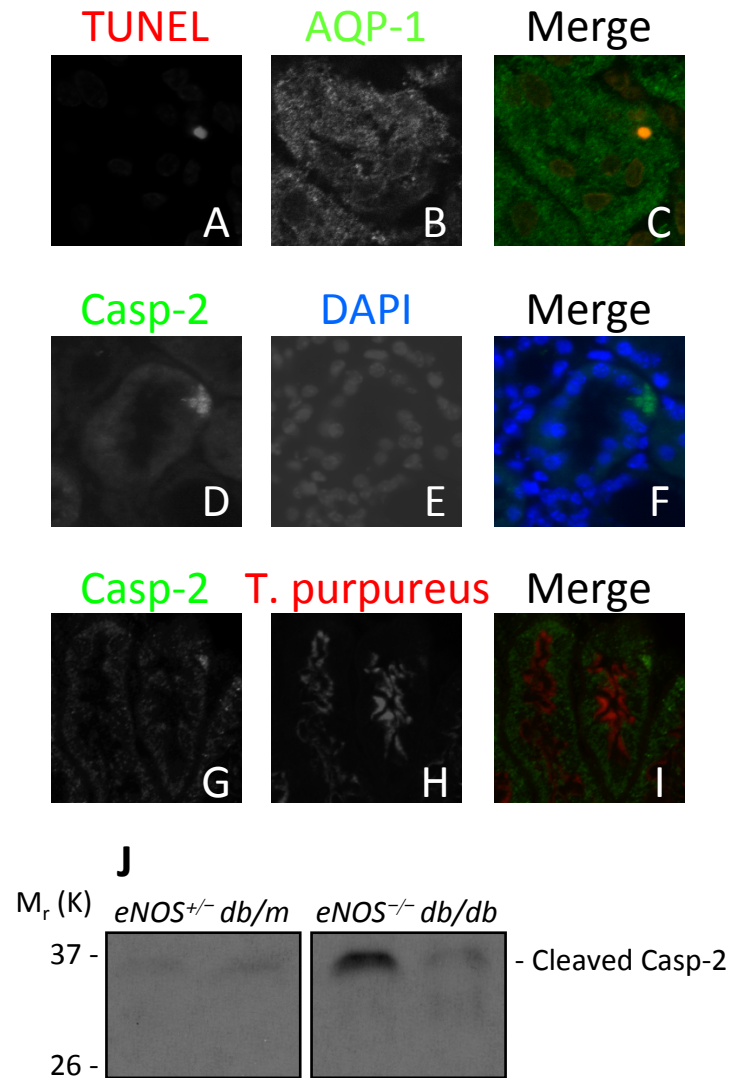 TUNEL AQP-1 Merge
A B C
Casp-2 DAPI Merge
D E F
Casp-2 T. purpureus Merge
G H I
J
Mr (K) eNOS+/− db/m eNOS−/− db/db
37 - - Cleaved Casp-2
26 -